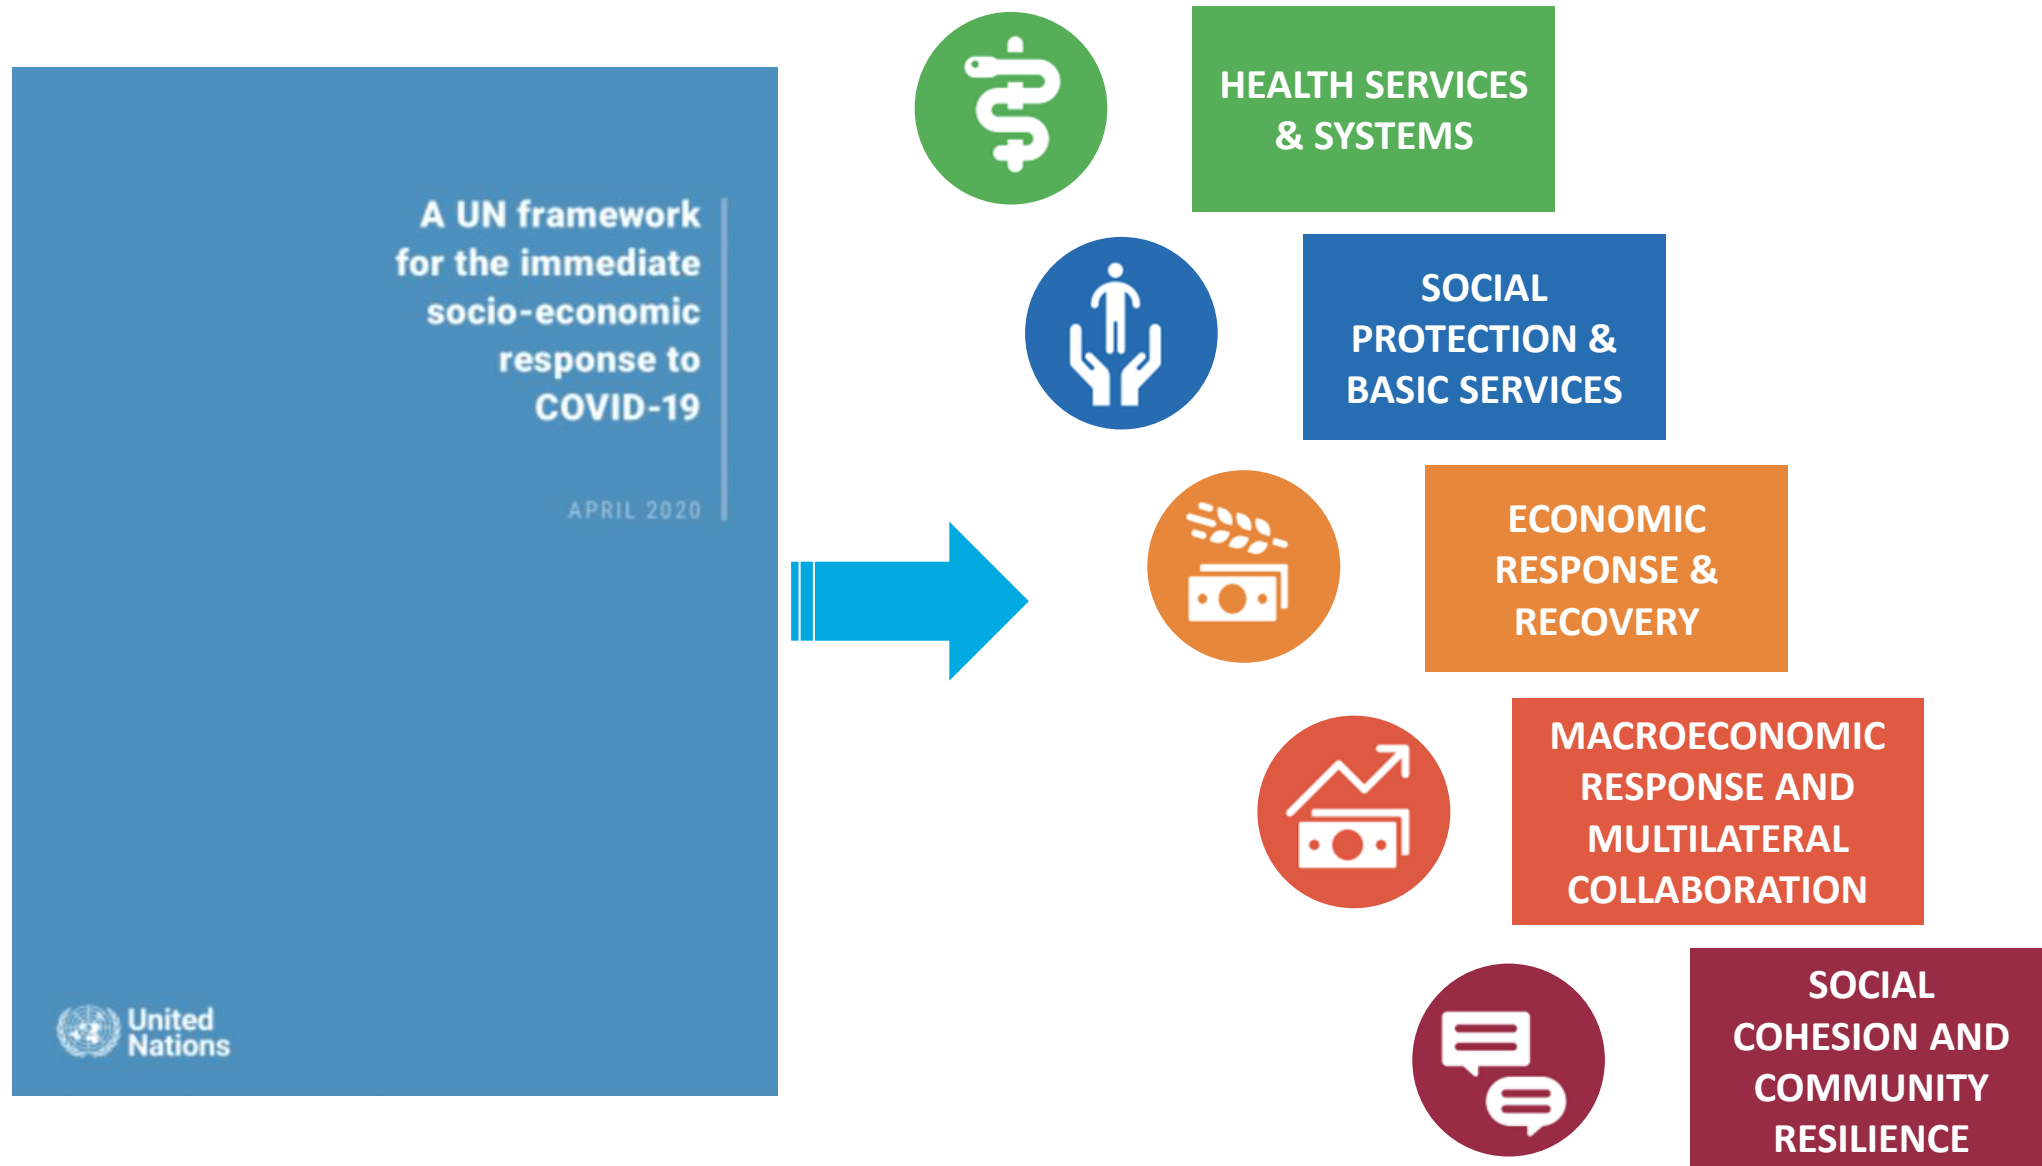 A UN framework
for the immediate
socio-economic
response to
COVID-19
APRIL 2020
United
Nations
HEALTH SERVICES
& SYSTEMS
SOCIAL
PROTECTION &
BASIC SERVICES
ECONOMIC
RESPONSE &
RECOVERY
MACROECONOMIC
RESPONSE AND
MULTILATERAL
COLLABORATION
SOCIAL
COHESION AND
COMMUNITY
RESILIENCE